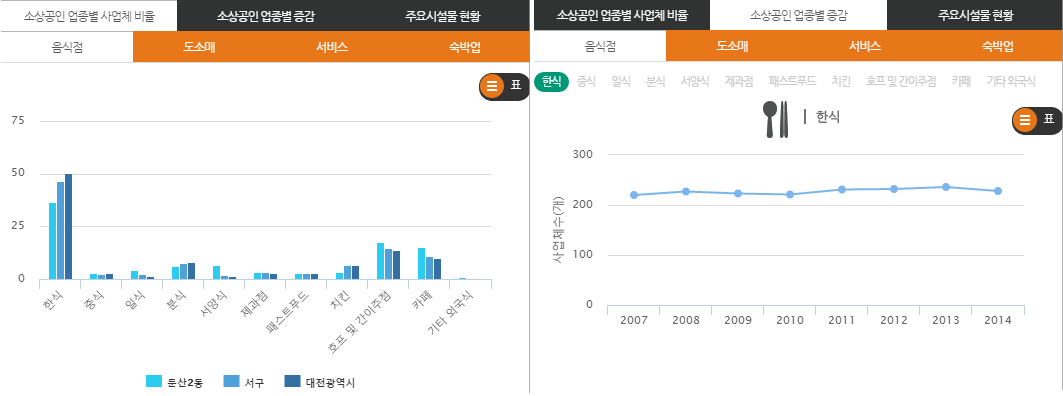 소상공인 업종별 사업체 비율 소상공인 업종별 증감 주요시설물 현황
음식점 도소매 서비스 숙박업
표
75
50
25
0
한식 중식 일식 분식 서양식 제과점 패스트푸드 치킨 호프 및 간이주점 카페 기타 외국식
둔산2동 서구 대전광역시
소상공인 업종별 사업체 비율 소상공인 업종별 증감 주요시설물 현황
음식점 도소매 서비스 숙박업
한식 중식 일식 분식 서양식 제과점 패스트푸드 치킨 호프 및 간이주점 카페 기타 외국식
| 한식
표
사업체수(개)
300
200
100
0
2007 2008 2009 2010 2011 2012 2013 2014